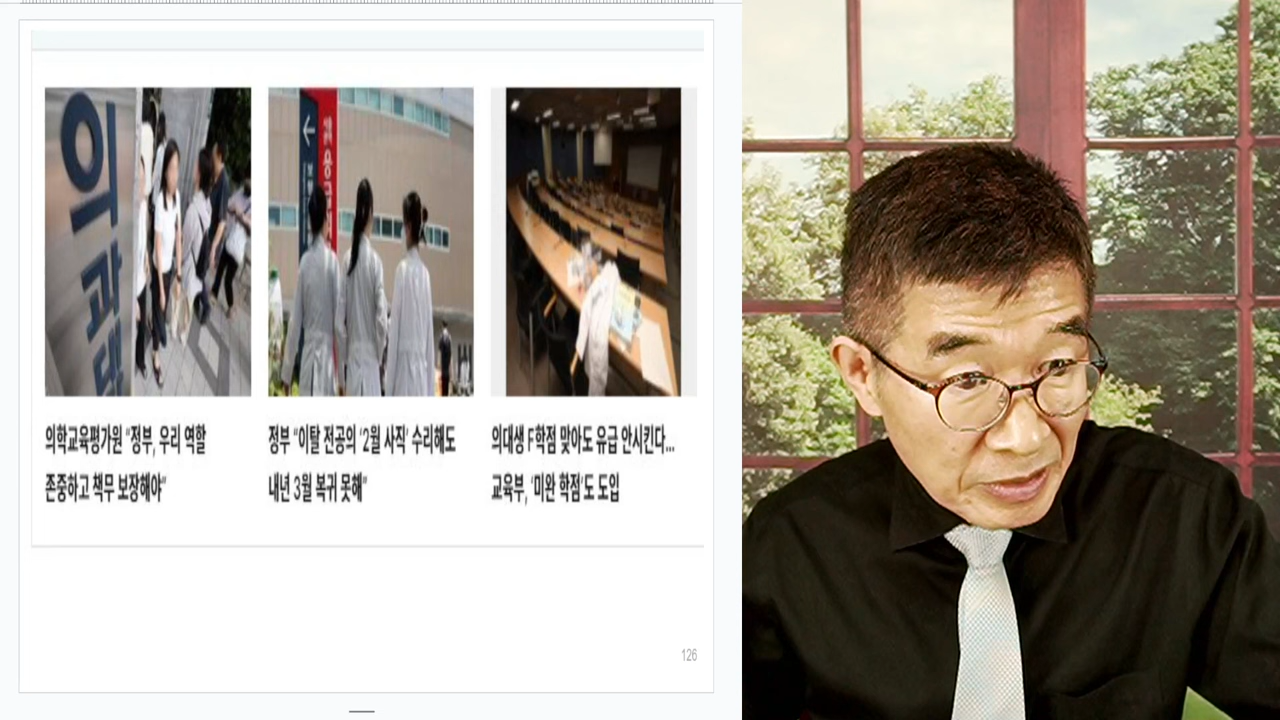 의과대
의학교육평가원 "정부, 우리 역할
존중하고 책무 보장해야"
정부 "이탈 전공의 '2월 사직' 수리해도
내년 3월 복귀 못해"
의대생 F학점 맞아도 유급 안시킨다...
교육부, '미완 학점'도 도입
126